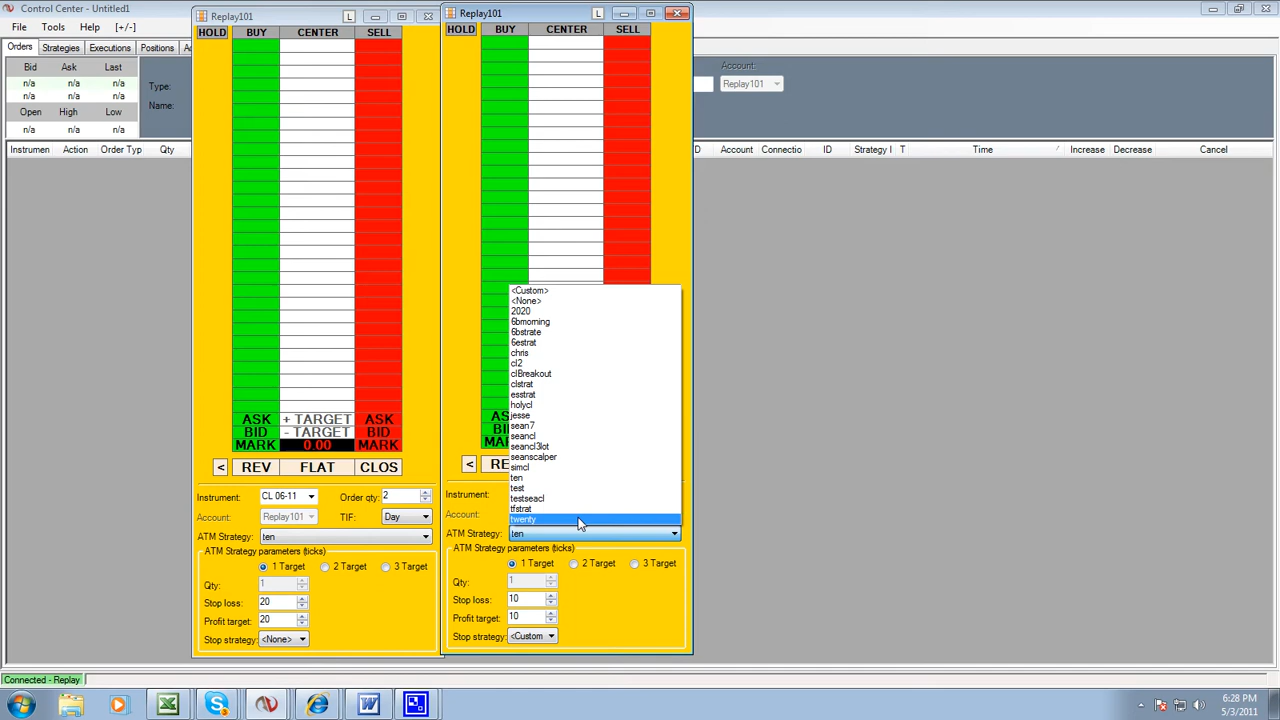 Control Center - Untitled1
File Tools Help [+/-]
Orders Strategies Executions Positions Ac
Bid Ask Last
n/a n/a n/a
n/a n/a n/a
Open High Low
n/a n/a n/a
Type:
Name:
Account:
Replay101
Instrumen Action Order Typ Qty
D Account Connectio ID Strategy I T Time Increase Decrease Cancel
Replay101 L
HOLD BUY CENTER SELL
ASK + TARGET ASK
BID - TARGET BID
MARK 0.00 MARK
< REV FLAT CLOS
Instrument: CL 06-11 Order qty: 2
Account: Replay101 TIF: Day
ATM Strategy: ten
ATM Strategy parameters (ticks)
1 Target 2 Target 3 Target
Qty: 1
Stop loss: 20
Profit target: 20
Stop strategy: <None>
Replay101 L
HOLD BUY CENTER SELL
<Custom>
<None>
2020
6bmorning
6bstrate
6estrat
chris
cl2
clBreakout
clstrat
esstrat
holycl
jesse
sean7
seancl
seancl3lot
seanscalper
simcl
ten
test
testseacl
tfstrat
twenty
AS
BI
MA
< RE
Instrument:
Account:
ATM Strategy: ten
ATM Strategy parameters (ticks)
1 Target 2 Target 3 Target
Qty: 1
Stop loss: 10
Profit target: 10
Stop strategy: <Custom
Connected - Replay
6:28 PM
5/3/2011